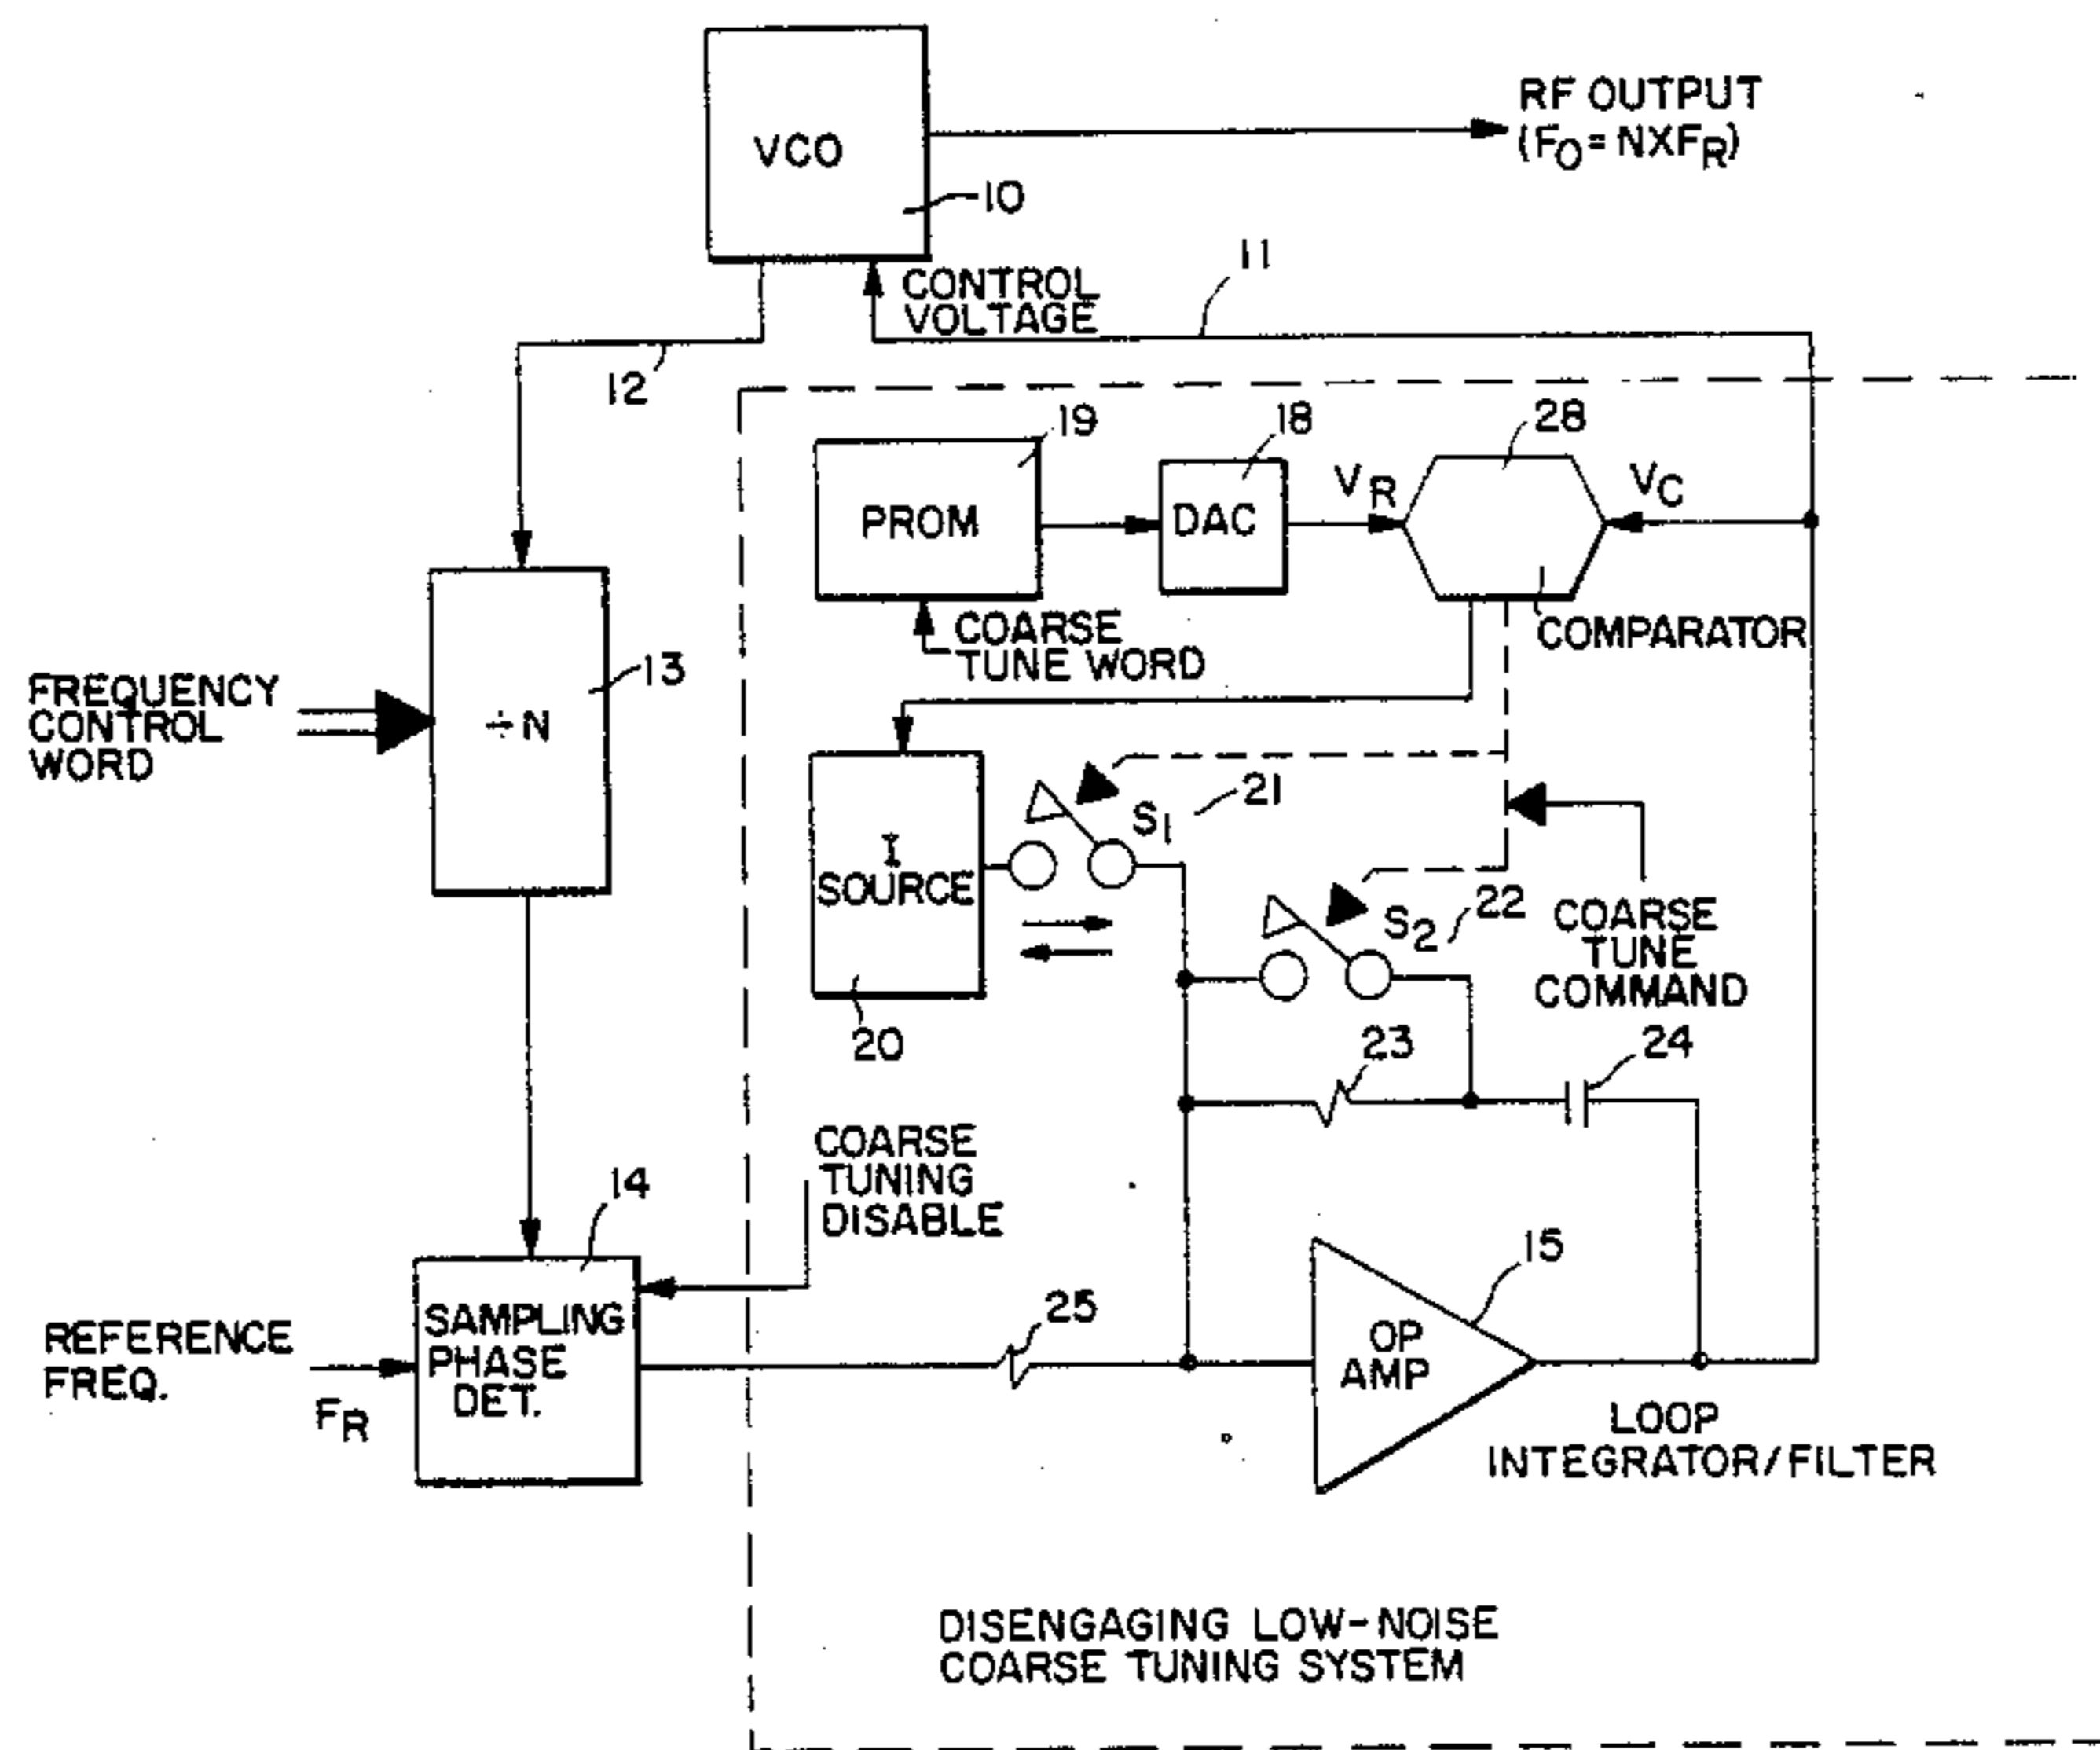 VCO
10
RF OUTPUT
(FO=NXFR)
CONTROL
VOLTAGE
11
12
19
18
28
PROM
DAC
VR
VC
COMPARATOR
COARSE
TUNE WORD
FREQUENCY
CONTROL
WORD
÷N
13
I
SOURCE
20
S1
21
S2
22
COARSE
TUNE
COMMAND
23
24
COARSE
TUNING
DISABLE
14
SAMPLING
PHASE
DET.
REFERENCE
FREQ.
FR
25
OP
AMP
15
LOOP
INTEGRATOR/FILTER
DISENGAGING LOW-NOISE
COARSE TUNING SYSTEM